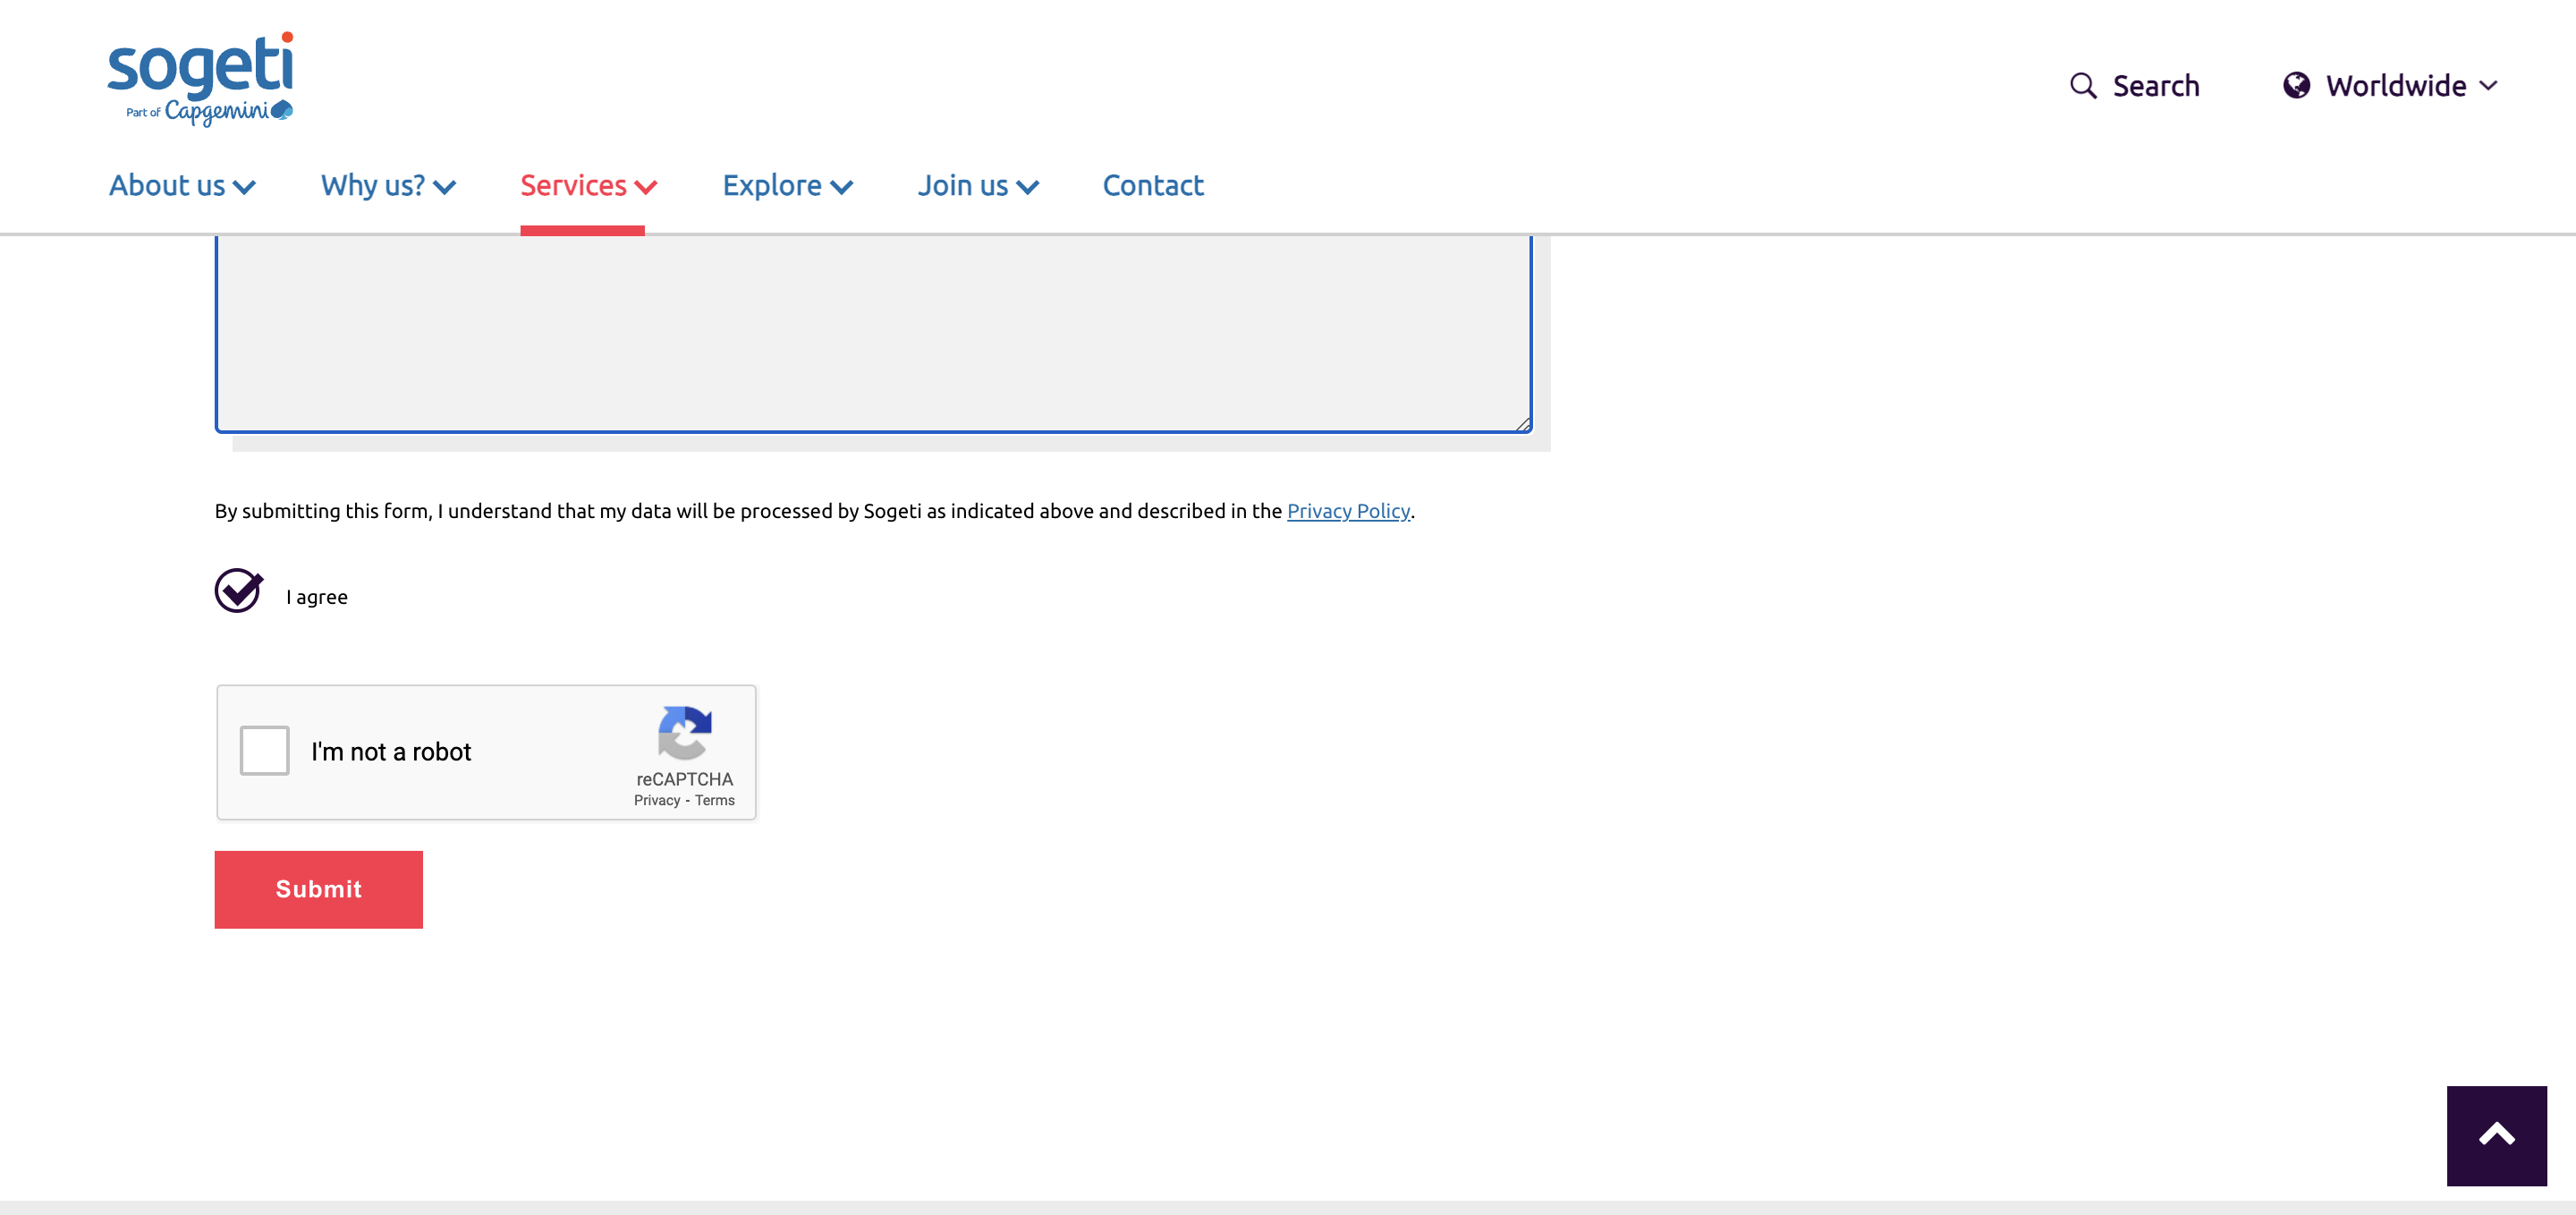 sogeti
Part of Capgemini
Search
Worldwide
About us
Why us?
Services
Explore
Join us
Contact
By submitting this form, I understand that my data will be processed by Sogeti as indicated above and described in the Privacy Policy.
I agree
I'm not a robot
reCAPTCHA
Privacy - Terms
Submit